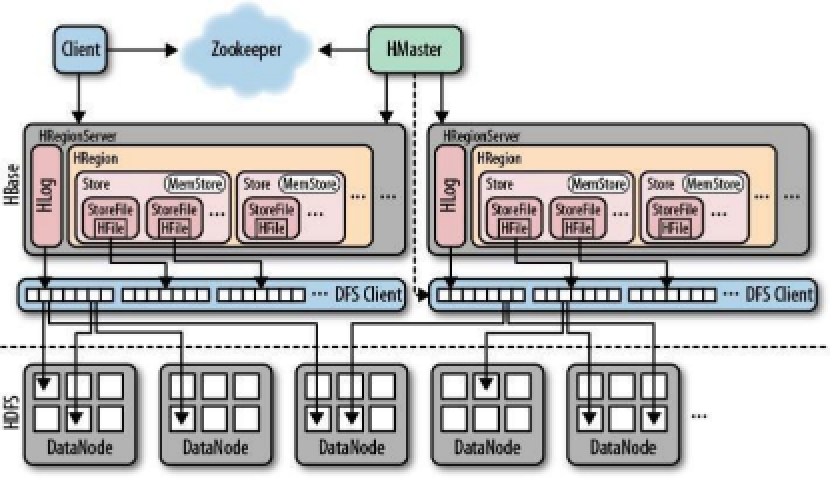 Client
Zookeeper
HMaster
HBase
HRegionServer
HLog
HRegion
Store
MemStore
StoreFile
HFile
StoreFile
HFile
...
Store
MemStore
StoreFile
HFile
...
...
...
HRegionServer
HLog
HRegion
Store
MemStore
StoreFile
HFile
StoreFile
HFile
...
Store
MemStore
StoreFile
HFile
...
...
...
... DFS Client
... DFS Client
HDFS
DataNode
DataNode
DataNode
DataNode
DataNode
...